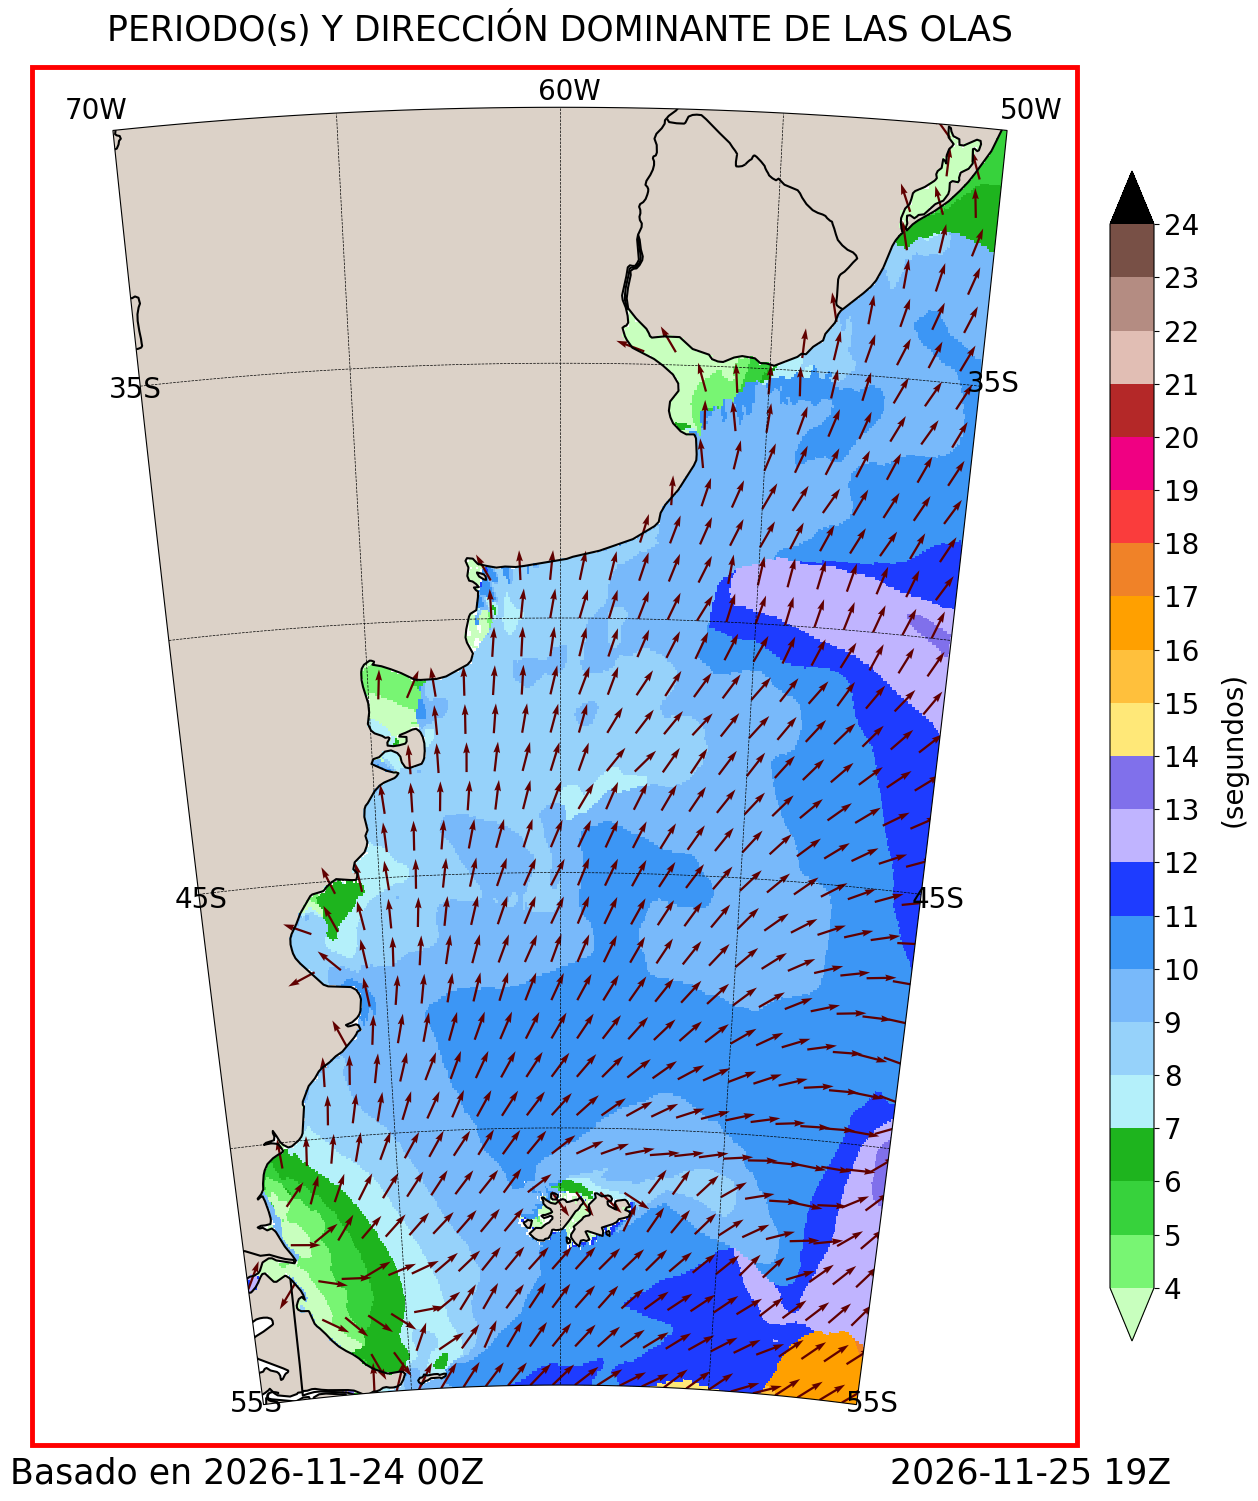 PERIODO(s) Y DIRECCIÓN DOMINANTE DE LAS OLAS
70W
60W
50W
35S
35S
45S
45S
55S
55S
24
23
22
21
20
19
18
17
16
15
14
13
12
11
10
9
8
7
6
5
4
(segundos)
Basado en 2026-11-24 00Z
2026-11-25 19Z